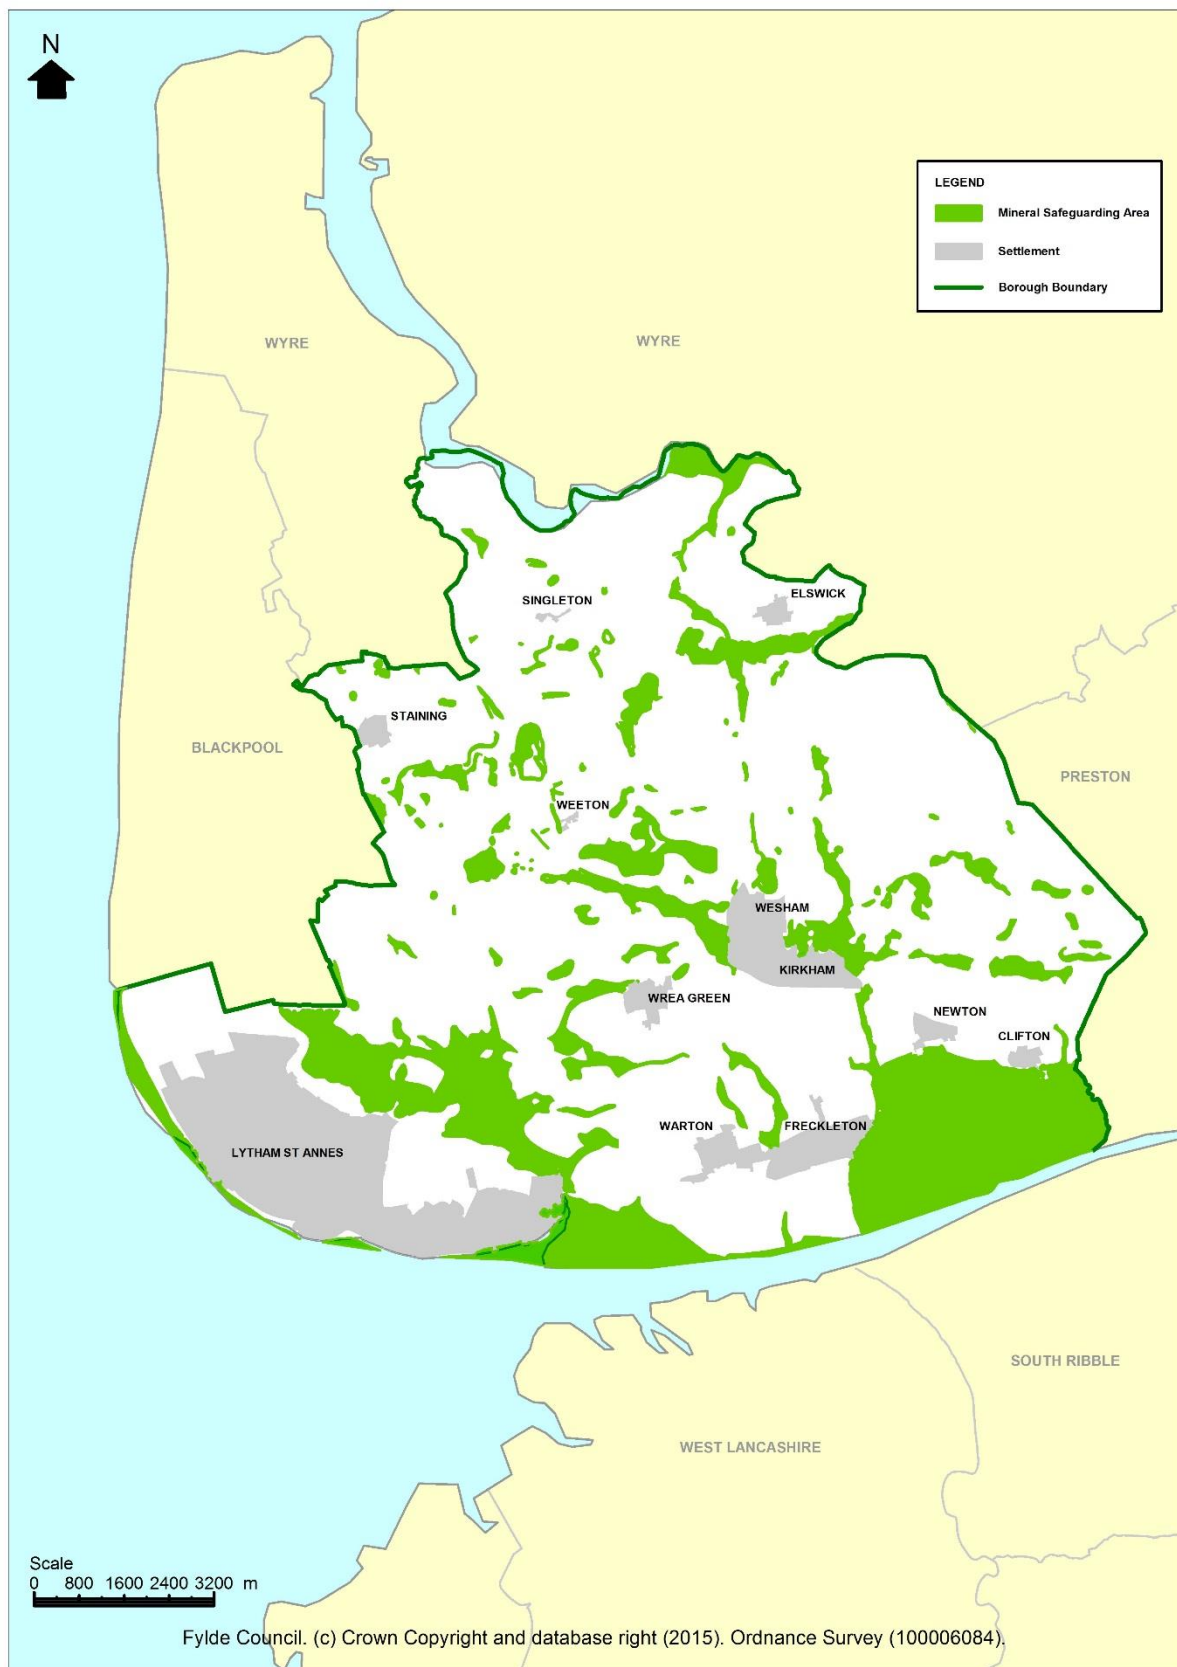 N
LEGEND
Mineral Safeguarding Area
Settlement
Borough Boundary
WYRE
WYRE
ELSWICK
SINGLETON
STAINING
BLACKPOOL
PRESTON
WEETON
WESHAM
KIRKHAM
WREA GREEN
NEWTON
CLIFTON
WARTON
FRECKLETON
LYTHAM ST ANNES
SOUTH RIBBLE
WEST LANCASHIRE
Scale
0 800 1600 2400 3200 m
Fylde Council. (c) Crown Copyright and database right (2015). Ordnance Survey (100006084).